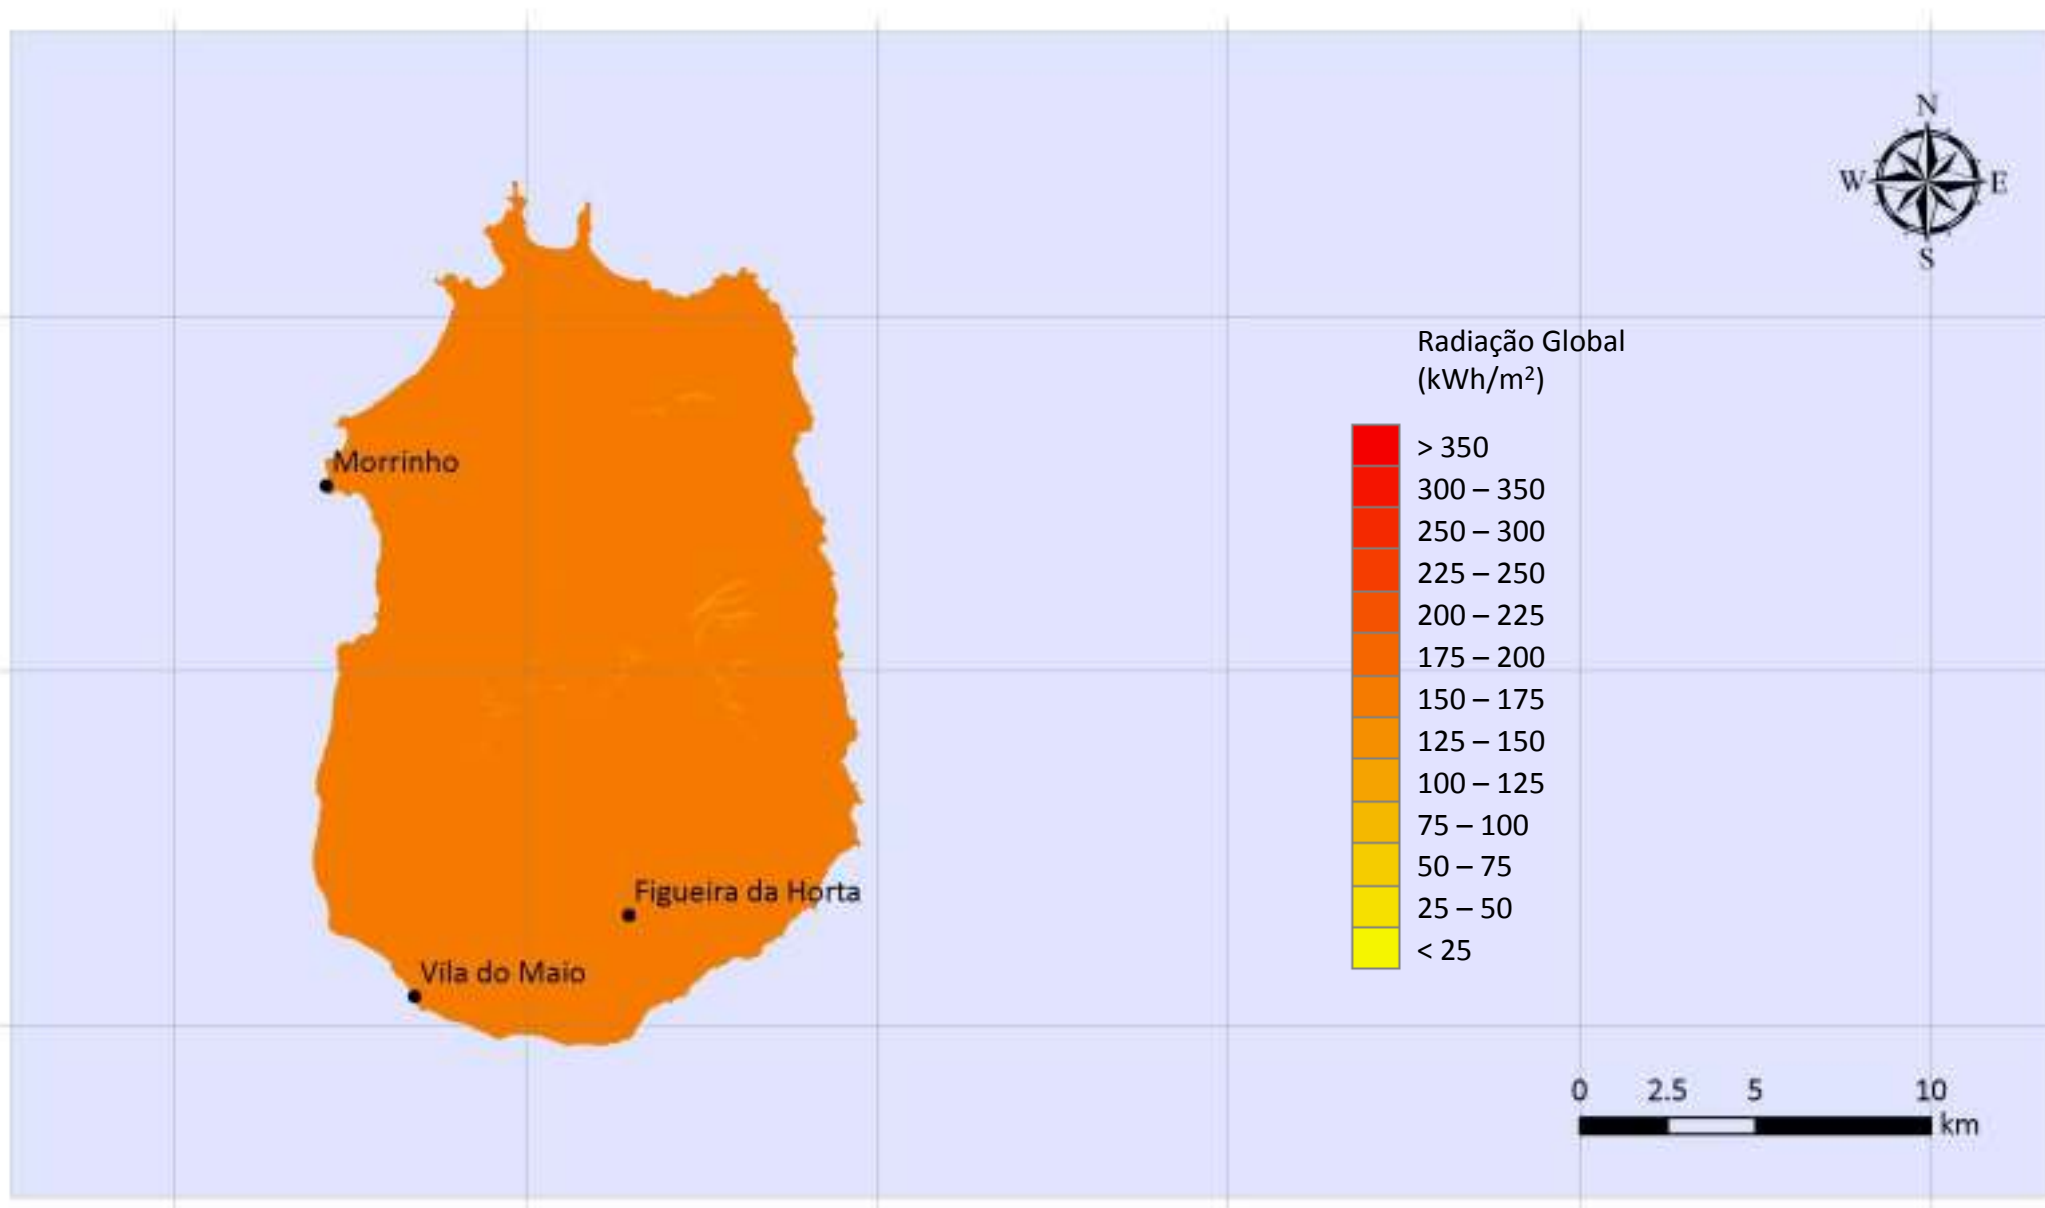 N
W
E
S
Radiação Global
(kWh/m²)
> 350
300 – 350
250 – 300
225 – 250
200 – 225
175 – 200
150 – 175
125 – 150
100 – 125
75 – 100
50 – 75
25 – 50
< 25
Morrinho
Figueira da Horta
Vila do Maio
0 2.5 5 10
km